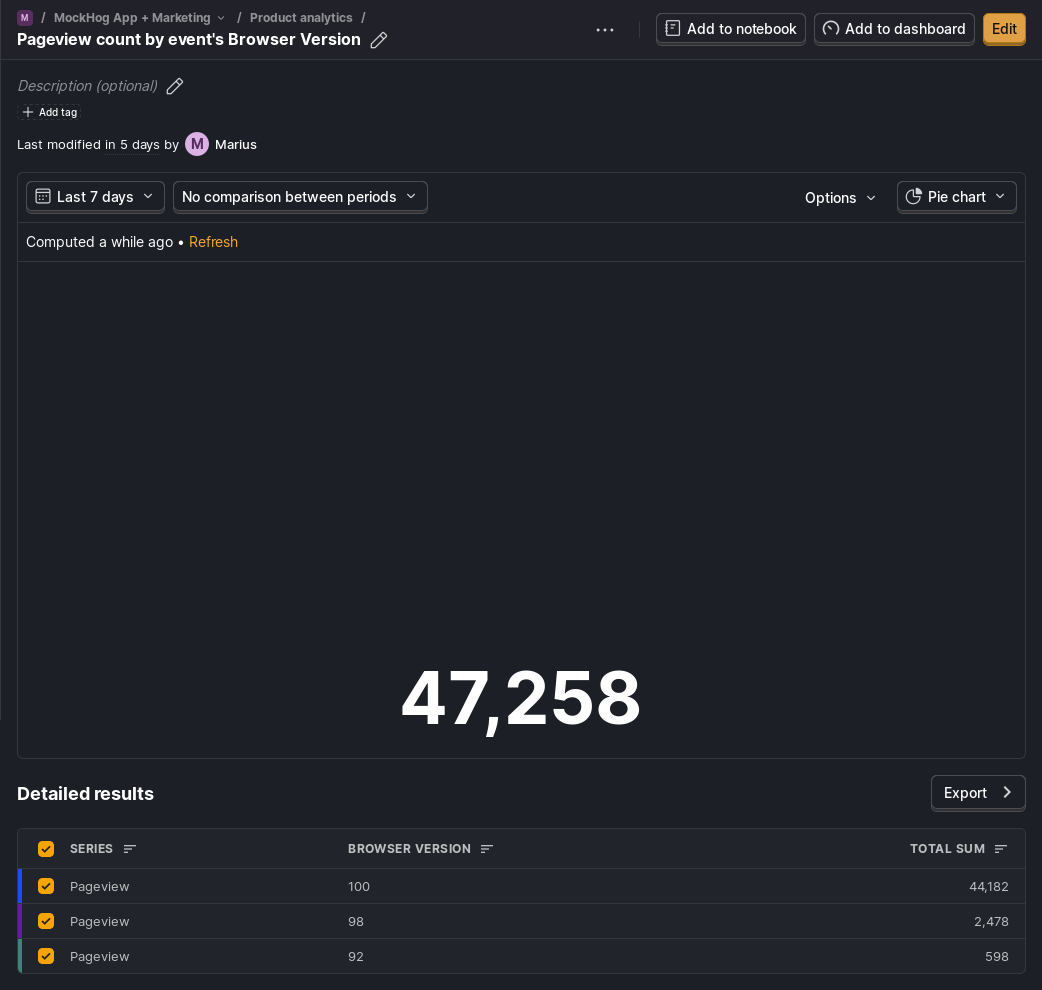 M / MockHog App + Marketing / Product analytics /
Pageview count by event's Browser Version
Add to notebook
Add to dashboard
Edit
Description (optional)
Add tag
Last modified in 5 days by M Marius
Last 7 days
No comparison between periods
Options
Pie chart
Computed a while ago • Refresh
47,258
Detailed results
Export
SERIES BROWSER VERSION TOTAL SUM
Pageview 100 44,182
Pageview 98 2,478
Pageview 92 598